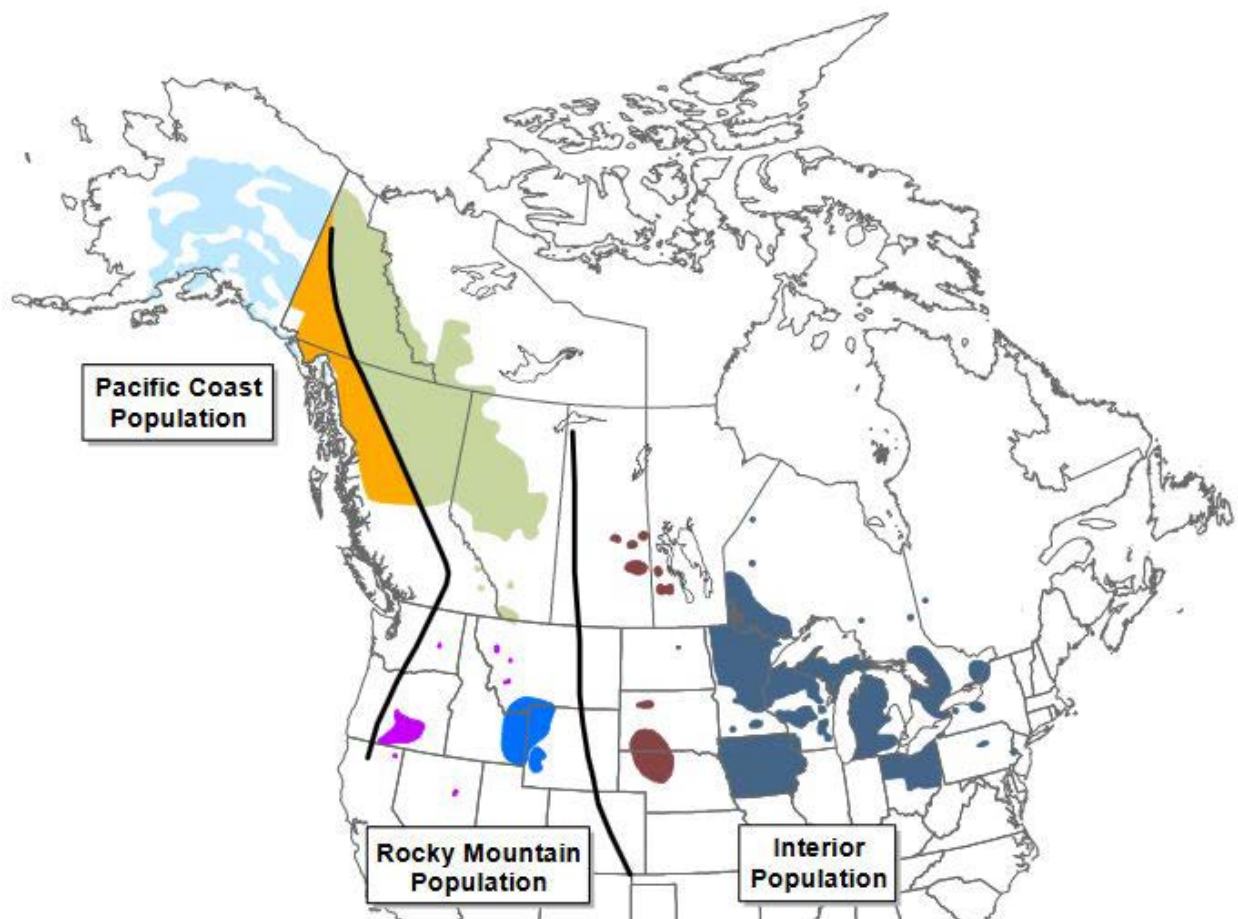 Pacific Coast
Population
Rocky Mountain
Population
Interior
Population